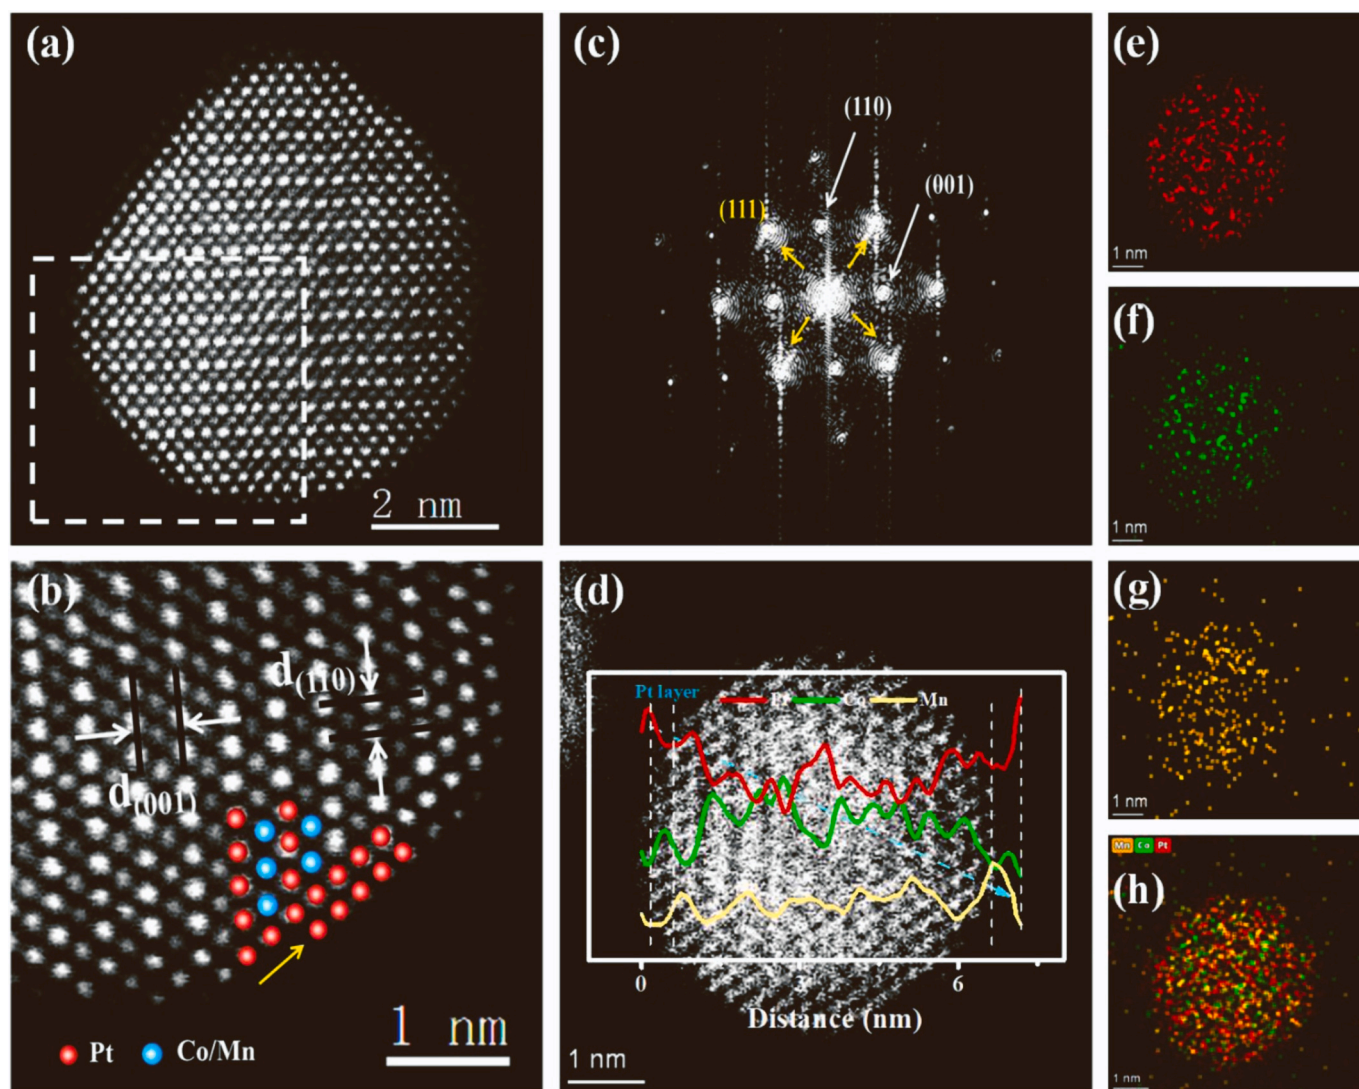 (a)
2 nm
(c)
(110)
(001)
(111)
(e)
1 nm
(f)
1 nm
(b)
d(110)
d(001)
Pt
Co/Mn
1 nm
(d)
Pt layer
Pt
Co
Mn
0
3
6
Distance (nm)
1 nm
(g)
1 nm
Mn Co Pt
(h)
1 nm